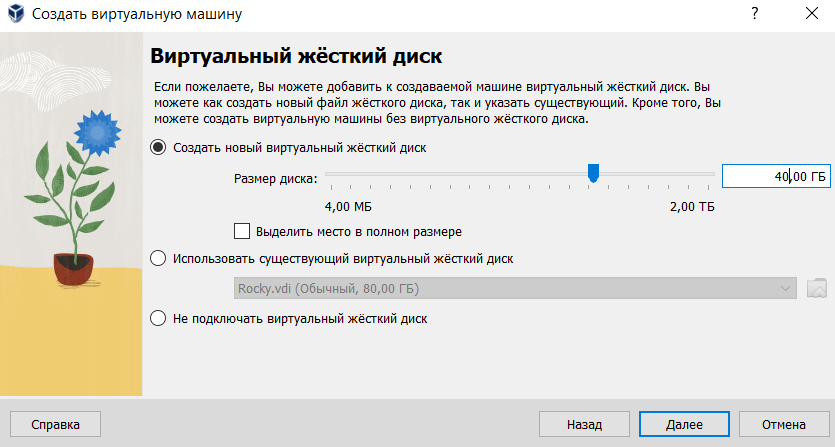 Создать виртуальную машину
?
Виртуальный жёсткий диск
Если пожелаете, Вы можете добавить к создаваемой машине виртуальный жёсткий диск. Вы
можете как создать новый файл жёсткого диска, так и указать существующий. Кроме того, Вы
можете создать виртуальную машины без виртуального жёсткого диска.
Создать новый виртуальный жёсткий диск
Размер диска:
40,00 ГБ
4,00 МБ
2,00 ТБ
Выделить место в полном размере
Использовать существующий виртуальный жёсткий диск
Rocky.vdi (Обычный, 80,00 ГБ)
Не подключать виртуальный жёсткий диск
Справка
Назад
Далее
Отмена